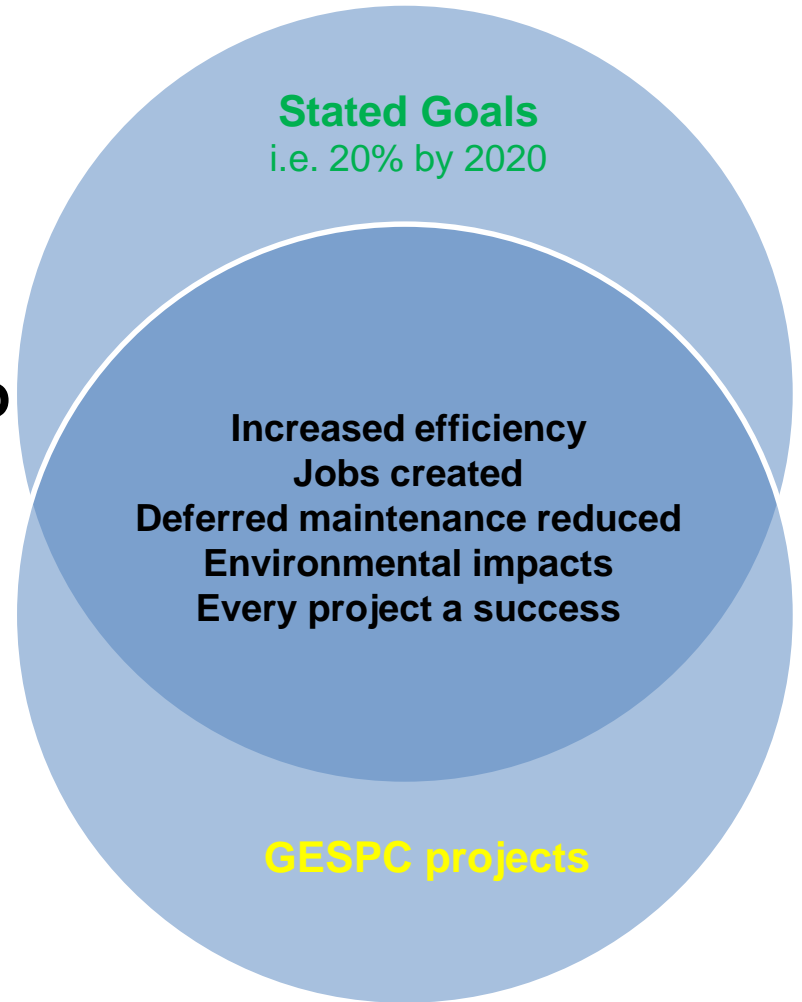 Stated Goals
i.e. 20% by 2020
Increased efficiency
Jobs created
Deferred maintenance reduced
Environmental impacts
Every project a success
GESPC projects